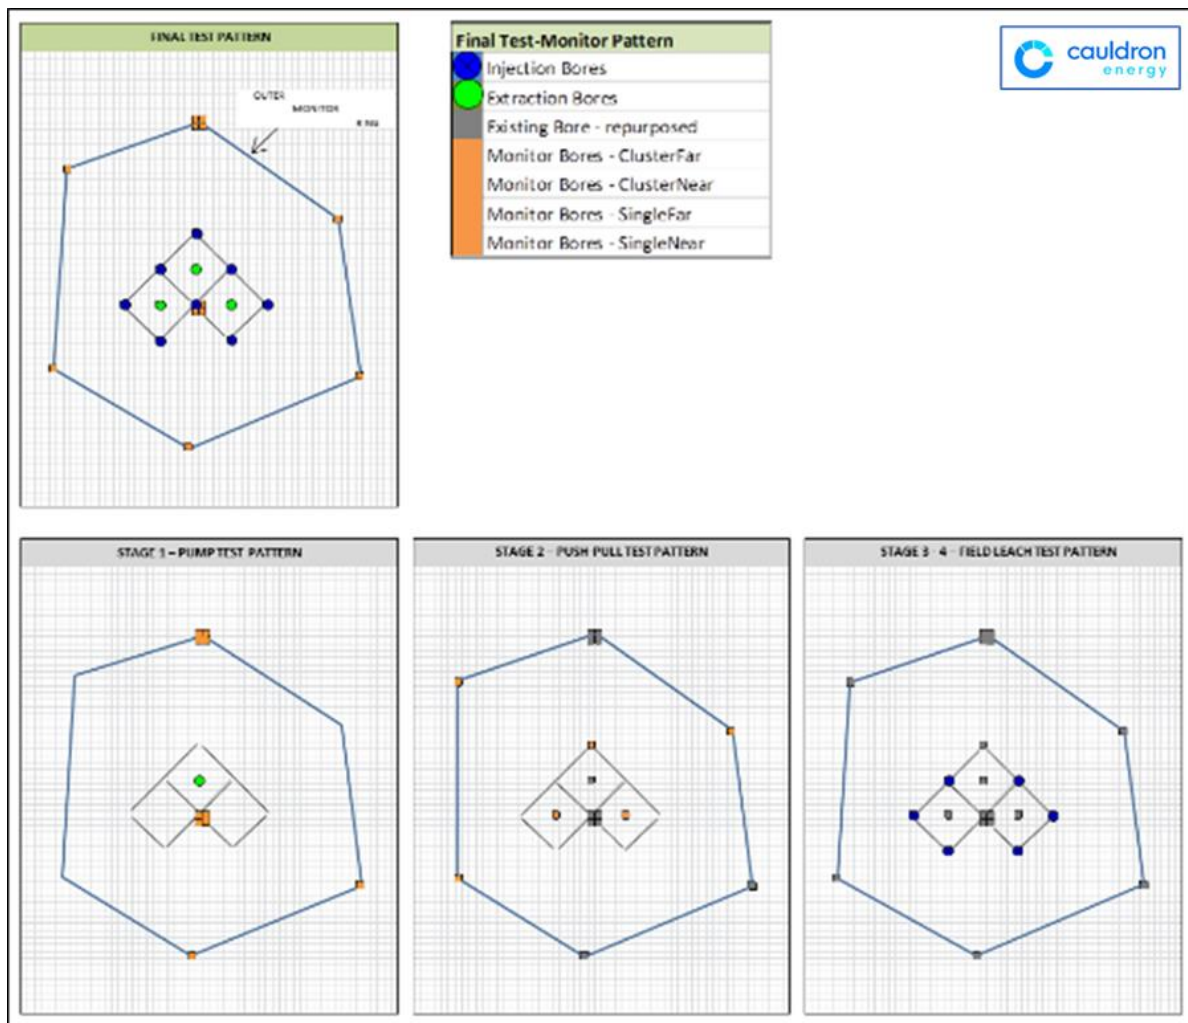 FINAL TEST PATTERN
OUTER
MONITOR
Final Test-Monitor Pattern
Injection Bores
Extraction Bores
Existing Bore - repurposed
Monitor Bores - ClusterFar
Monitor Bores - ClusterNear
Monitor Bores - SingleFar
Monitor Bores - SingleNear
cauldron
energy
STAGE 1 – PUMP TEST PATTERN
STAGE 2 - PUSH PULL TEST PATTERN
STAGE 3 - 4 – FIELD LEACH TEST PATTERN